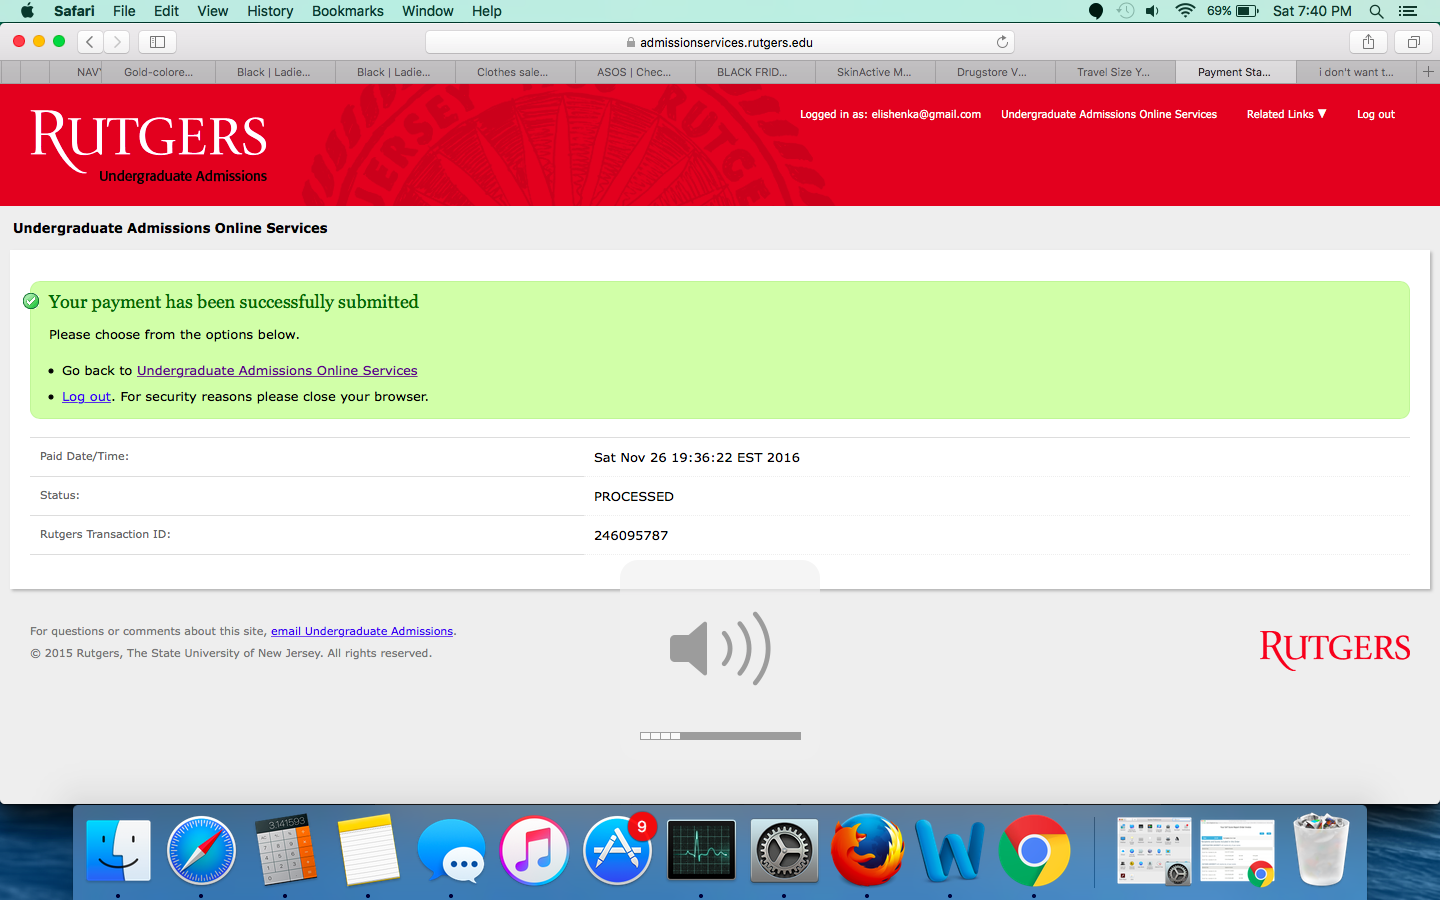 Safari File Edit View History Bookmarks Window Help 69% Sat 7:40 PM
admissionservices.rutgers.edu
NAV Gold-colore... Black | Ladie... Black | Ladie... Clothes sale... ASOS | Chec... BLACK FRID... SkinActive M... Drugstore V... Travel Size Y... Payment Sta... i don't want t...
Logged in as: elishenka@gmail.com Undergraduate Admissions Online Services Related Links ▼ Log out
RUTGERS
Undergraduate Admissions
JERSEY RUTGE
Undergraduate Admissions Online Services
Your payment has been successfully submitted
Please choose from the options below.
• Go back to Undergraduate Admissions Online Services
• Log out. For security reasons please close your browser.
Paid Date/Time: Sat Nov 26 19:36:22 EST 2016
Status: PROCESSED
Rutgers Transaction ID: 246095787
For questions or comments about this site, email Undergraduate Admissions.
© 2015 Rutgers, The State University of New Jersey. All rights reserved.
RUTGERS
3.141593
9